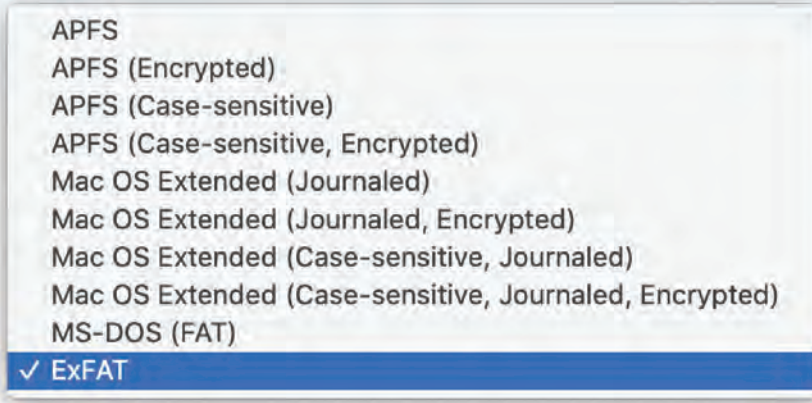 APFS
APFS (Encrypted)
APFS (Case-sensitive)
APFS (Case-sensitive, Encrypted)
Mac OS Extended (Journaled)
Mac OS Extended (Journaled, Encrypted)
Mac OS Extended (Case-sensitive, Journaled)
Mac OS Extended (Case-sensitive, Journaled, Encrypted)
MS-DOS (FAT)
✓ ExFAT